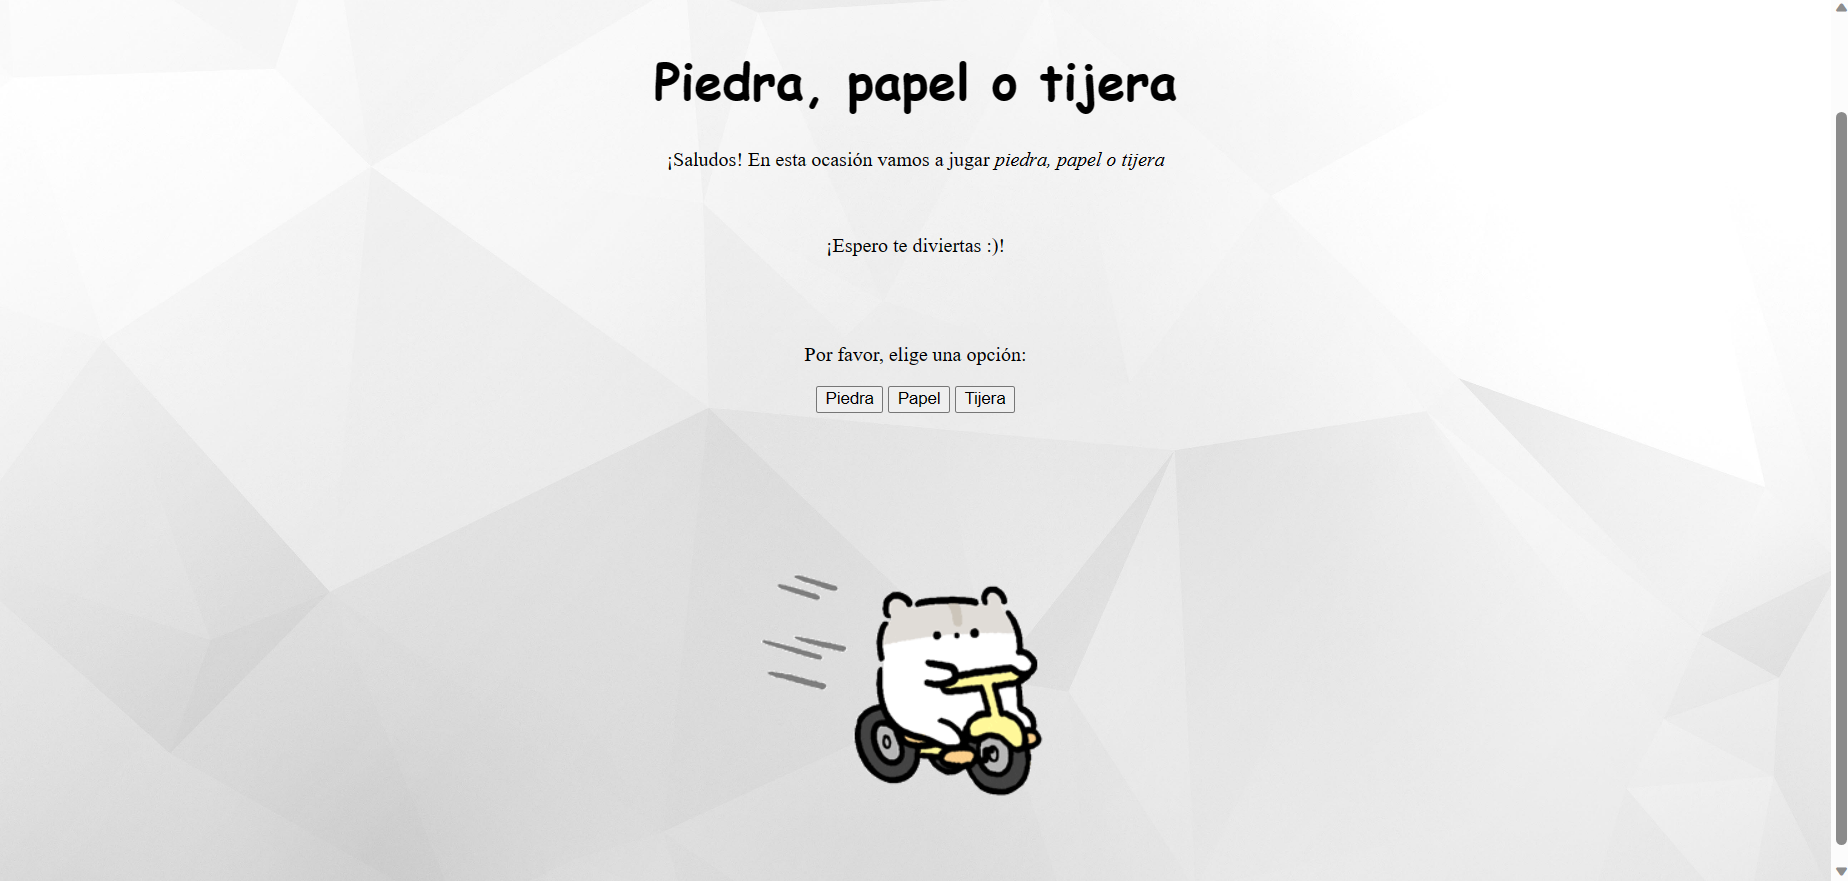 Piedra, papel o tijera
¡Saludos! En esta ocasión vamos a jugar piedra, papel o tijera
¡Espero te diviertas :)!
Por favor, elige una opción:
Piedra Papel Tijera